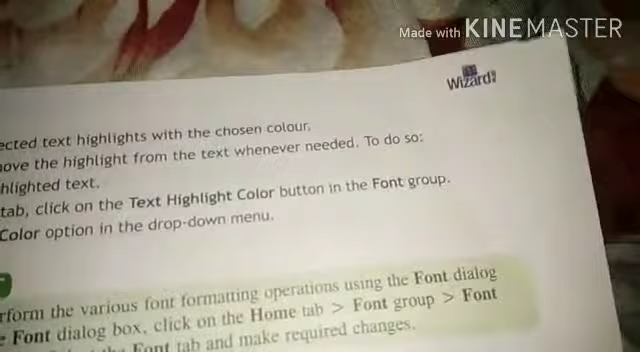 Made with KINEMASTER
Wizard
ected text highlights with the chosen colour.
ove the highlight from the text whenever needed. To do so:
hlighted text.
tab, click on the Text Highlight Color button in the Font group.
Color option in the drop-down menu.
rform the various font formatting operations using the Font dialog
e Font dialog box, click on the Home tab > Font group > Font
the Font tab and make required changes.